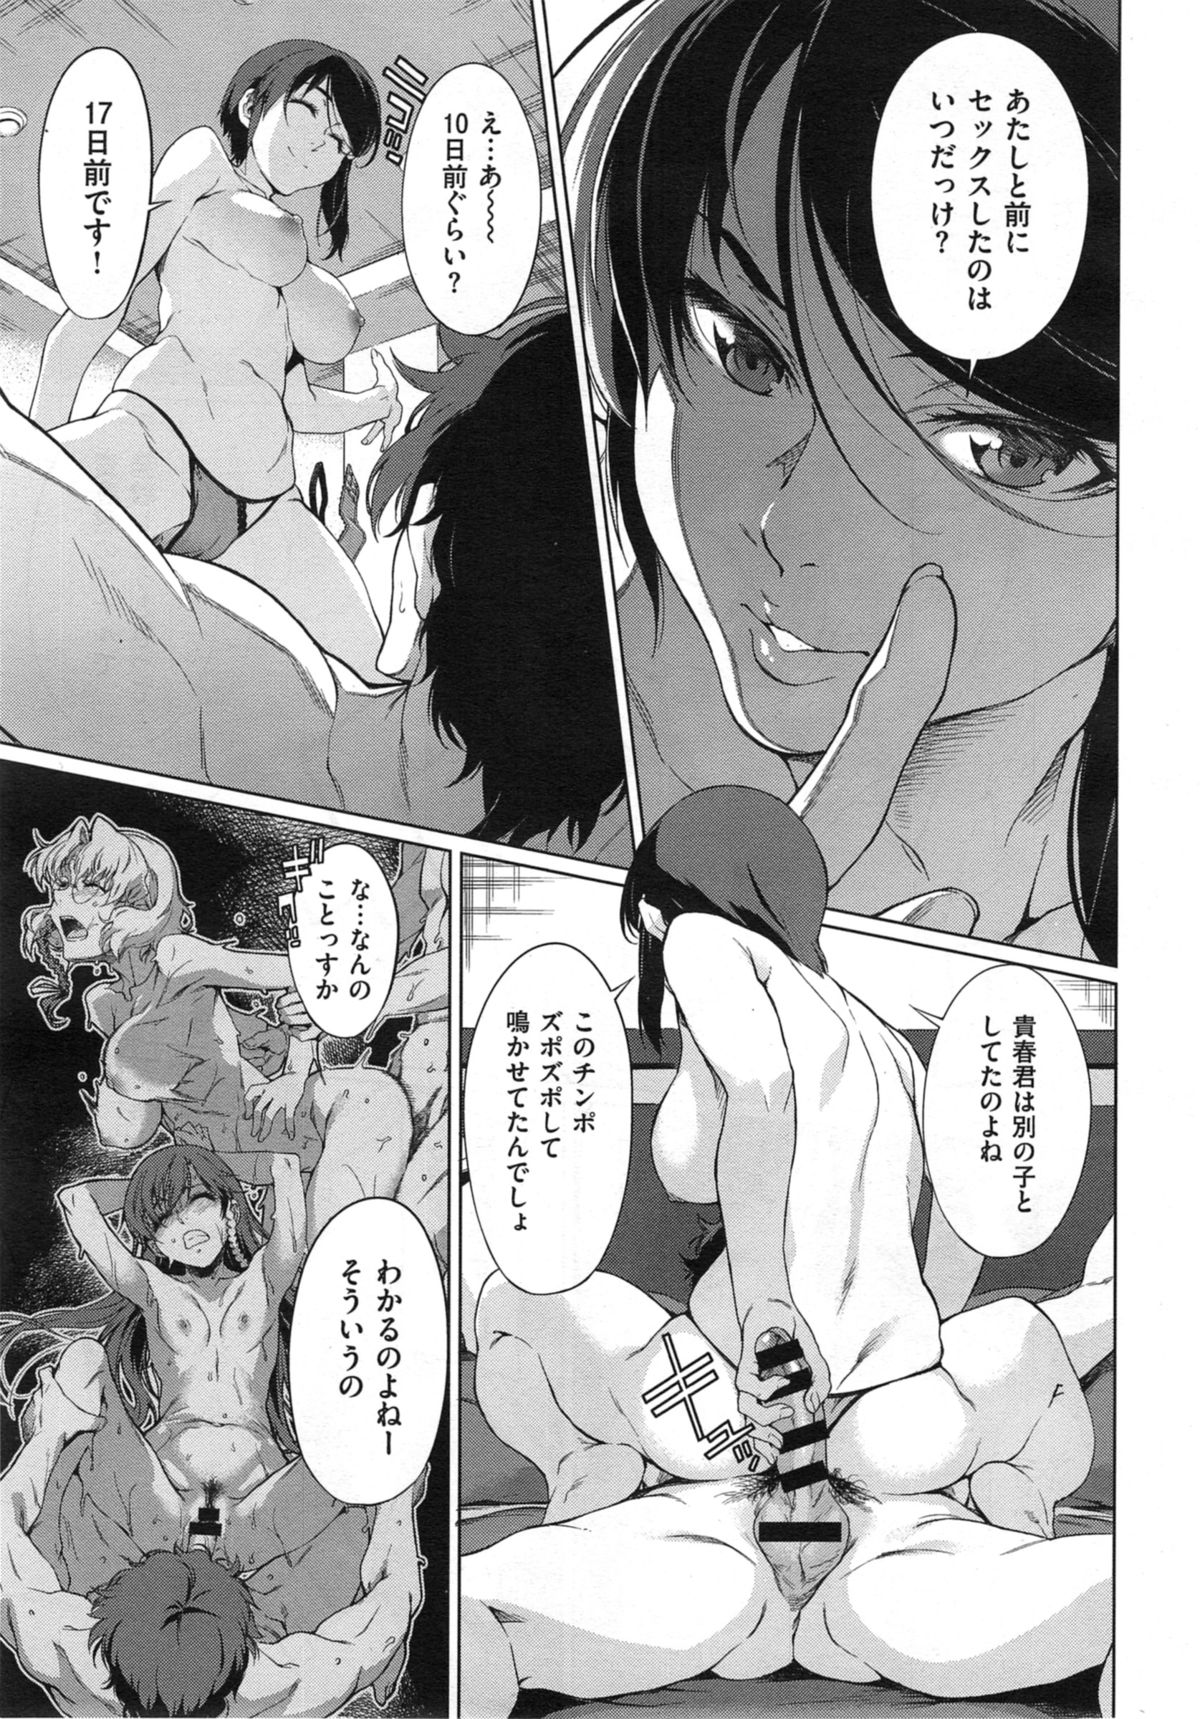 あたしと前に
セックスしたのは
いつだっけ？
え…あ〜〜〜
10日前ぐらい？
ニコニコ
17日前です！
貴春君は別の子と
してたのよね
このチンポ
ズポズポして
鳴かせてたんでしょ
な…なんの
ことっすか
わかるのよねー
そういうの